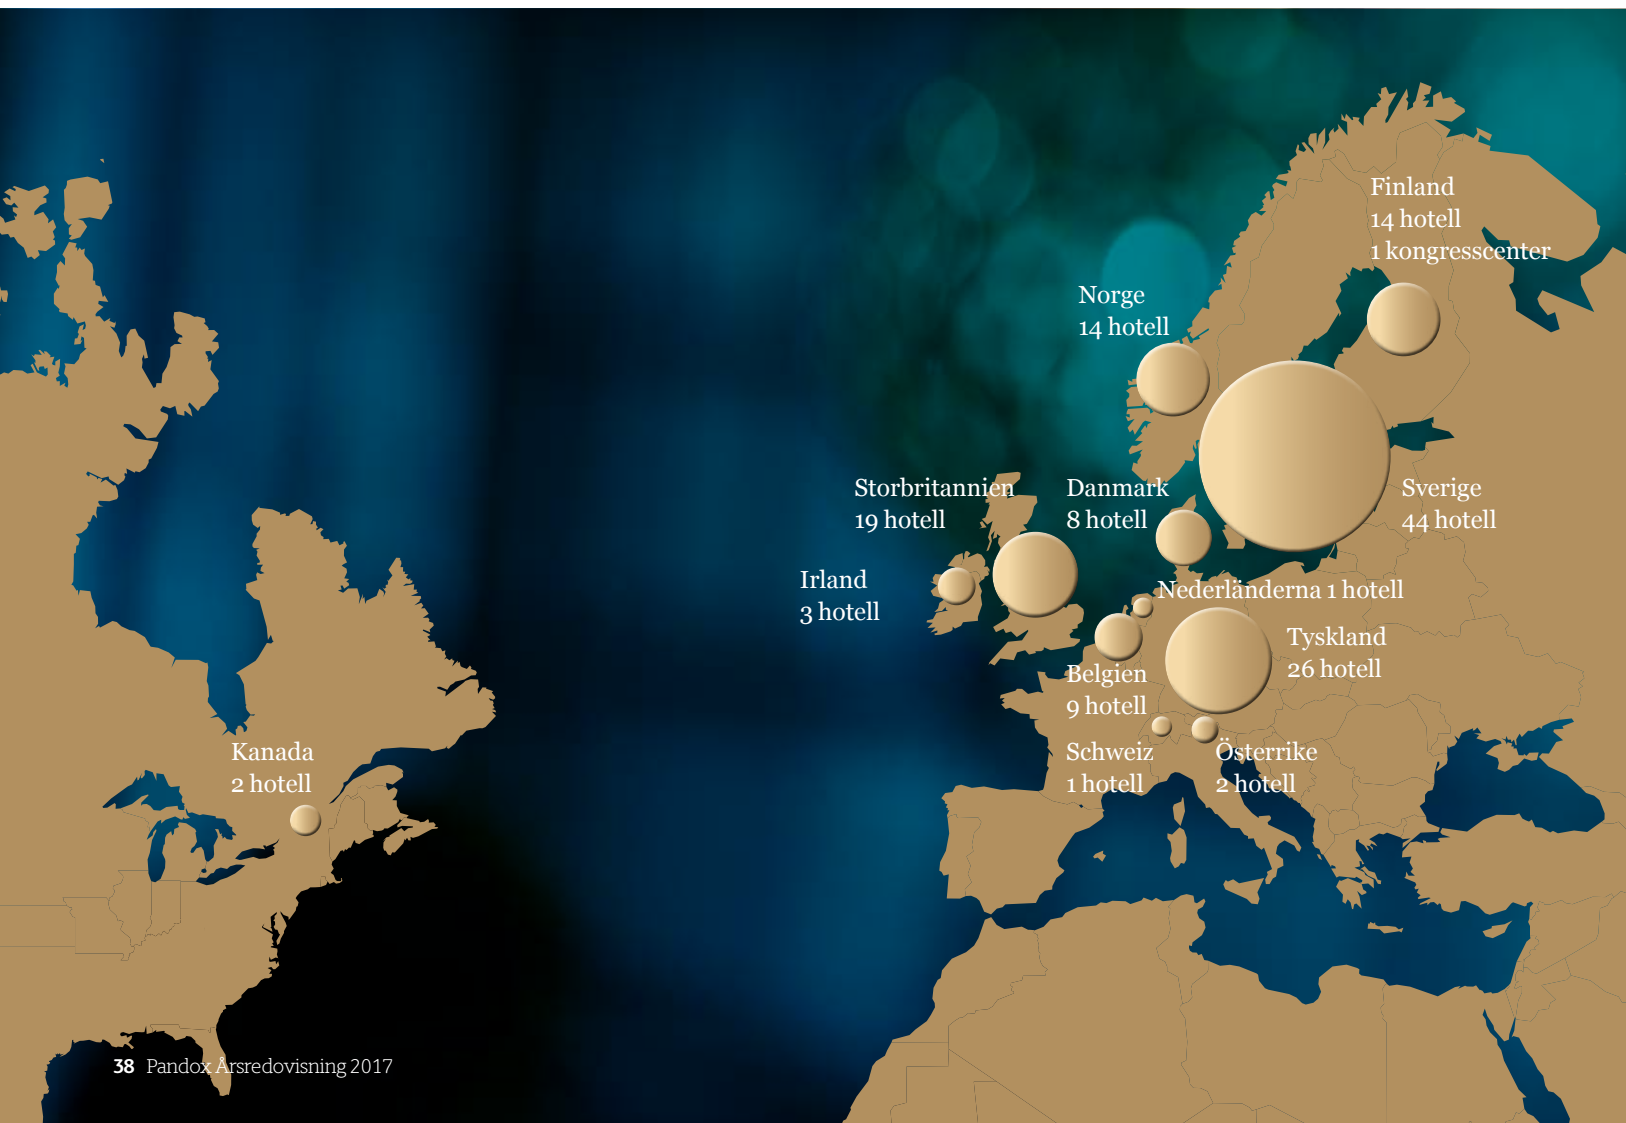 Finland
14 hotell
1 kongresscenter
Norge
14 hotell
Storbritannien
19 hotell
Danmark
8 hotell
Sverige
44 hotell
Irland
3 hotell
Nederländerna 1 hotell
Tyskland
26 hotell
Belgien
9 hotell
Kanada
2 hotell
Schweiz
1 hotell
Österrike
2 hotell
38 Pandox Årsredovisning 2017